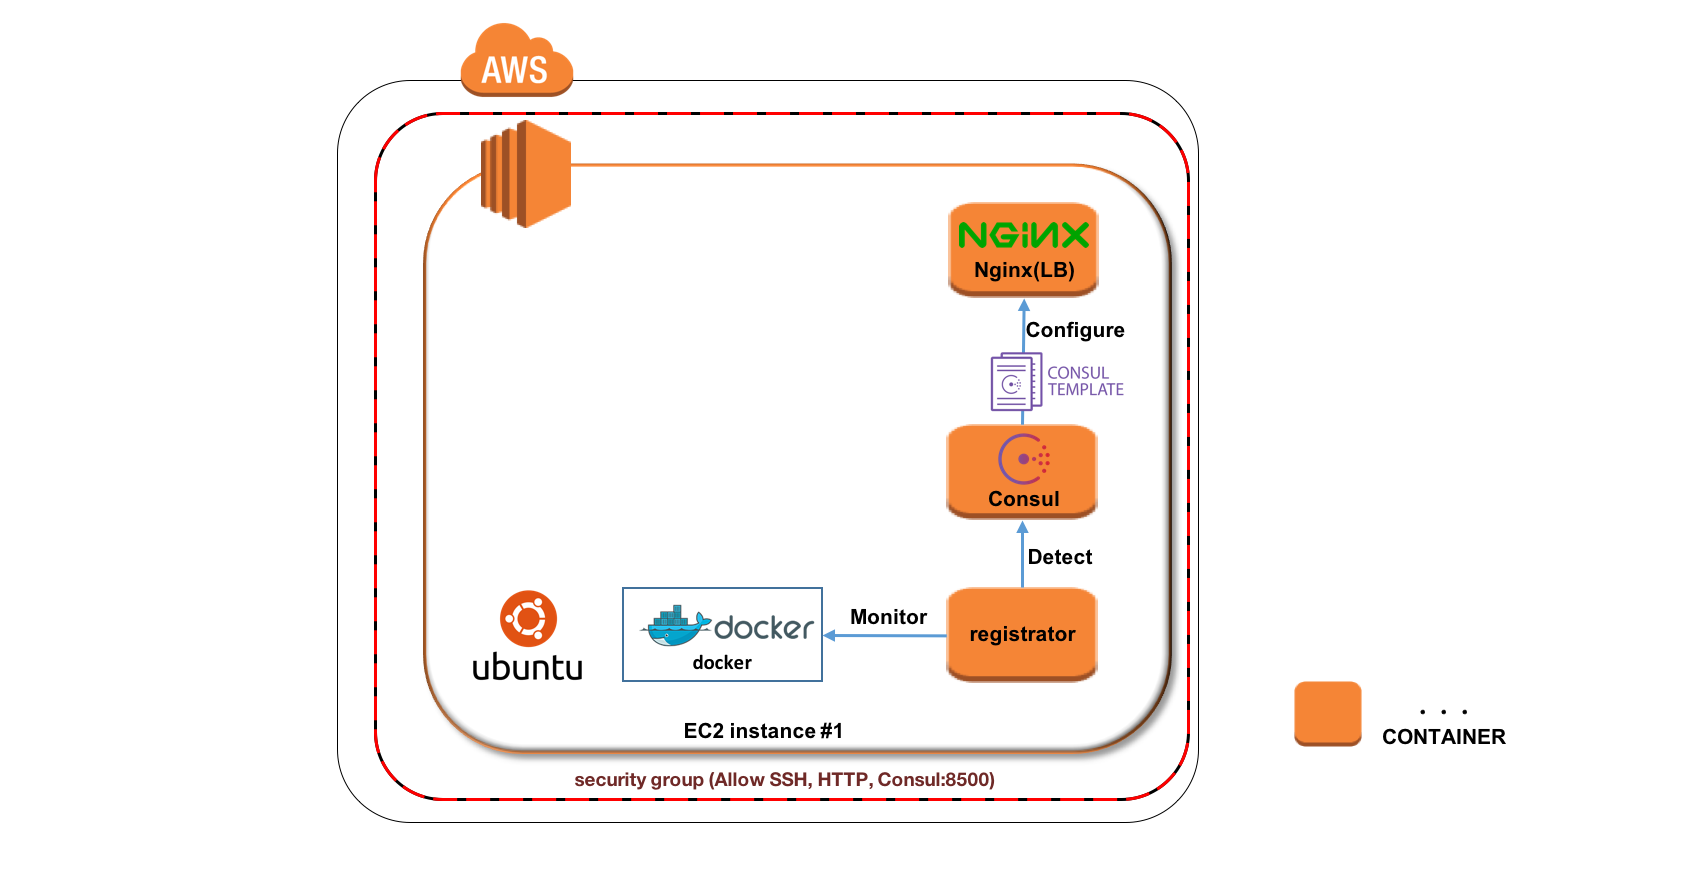 AWS
NGiNX
Nginx(LB)
Configure
CONSUL
TEMPLATE
Consul
Detect
ubuntu
docker
docker
Monitor
registrator
EC2 instance #1
security group (Allow SSH, HTTP, Consul:8500)
. . .
CONTAINER